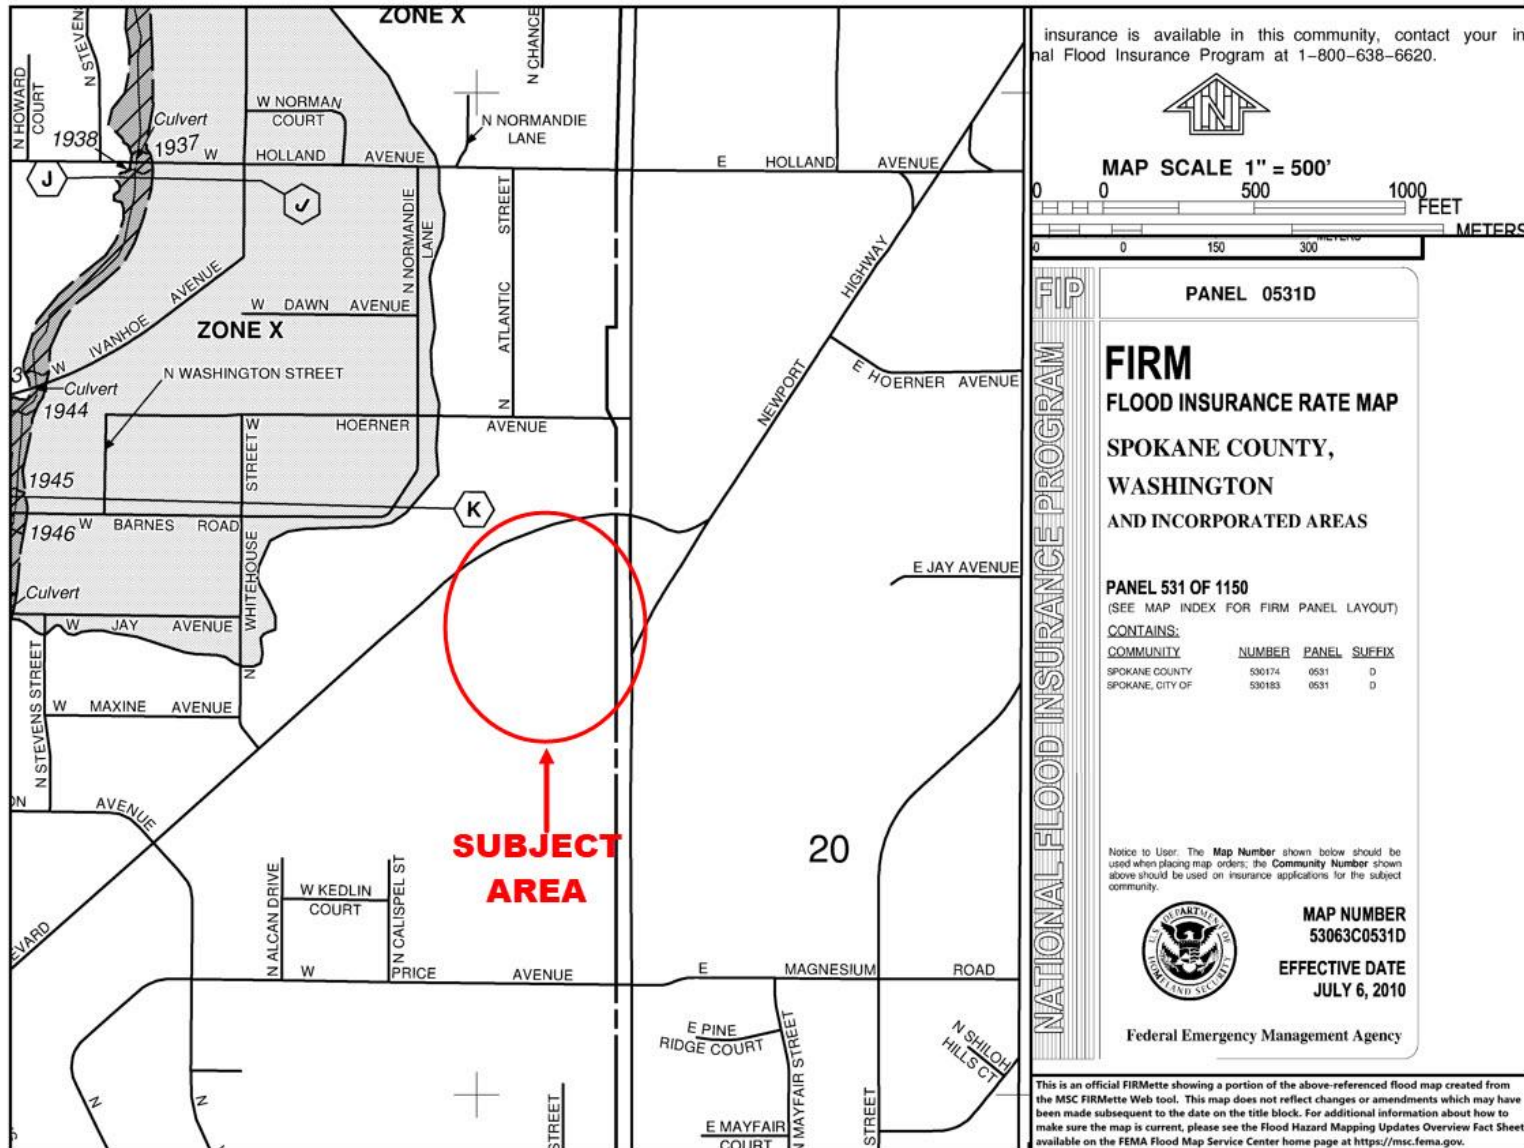 ZONE X
N STEVENS
N HOWARD
COURT
N CHANCE
W NORMAN
COURT
Culvert
1938
1937
N NORMANDIE
LANE
W HOLLAND AVENUE
E HOLLAND AVENUE
J
J
N NORMANDIE
LANE
N ATLANTIC STREET
W IVANHOE AVENUE
W DAWN AVENUE
ZONE X
NEWPORT HIGHWAY
3
Culvert
1944
N WASHINGTON STREET
E HOERNER AVENUE
W HOERNER AVENUE
1945
K
W BARNES ROAD
1946
N WHITEHOUSE STREET
Culvert
E JAY AVENUE
W JAY AVENUE
N STEVENS STREET
W MAXINE AVENUE
ON AVENUE
SUBJECT
AREA
20
EVARD
N ALCAN DRIVE
W KEDLIN
COURT
N CALISPEL ST
W PRICE AVENUE
E MAGNESIUM ROAD
E PINE
RIDGE COURT
N MAYFAIR STREET
N SHILOH
HILLS CT
N
N
STREET
E MAYFAIR
COURT
STREET
insurance is available in this community, contact your in
nal Flood Insurance Program at 1-800-638-6620.
N
MAP SCALE 1" = 500'
0 0 500 1000
FEET
METERS
0 0 150 300
NFIP
NATIONAL FLOOD INSURANCE PROGRAM
PANEL 0531D
FIRM
FLOOD INSURANCE RATE MAP
SPOKANE COUNTY,
WASHINGTON
AND INCORPORATED AREAS
PANEL 531 OF 1150
(SEE MAP INDEX FOR FIRM PANEL LAYOUT)
CONTAINS:
COMMUNITY NUMBER PANEL SUFFIX
SPOKANE COUNTY 530174 0531 D
SPOKANE, CITY OF 530183 0531 D
Notice to User: The Map Number shown below should be
used when placing map orders; the Community Number shown
above should be used on insurance applications for the subject
community.
U.S. DEPARTMENT OF HOMELAND SECURITY
MAP NUMBER
53063C0531D
EFFECTIVE DATE
JULY 6, 2010
Federal Emergency Management Agency
This is an official FIRMette showing a portion of the above-referenced flood map created from
the MSC FIRMette Web tool. This map does not reflect changes or amendments which may have
been made subsequent to the date on the title block. For additional information about how to
make sure the map is current, please see the Flood Hazard Mapping Updates Overview Fact Sheet
available on the FEMA Flood Map Service Center home page at https://msc.fema.gov.